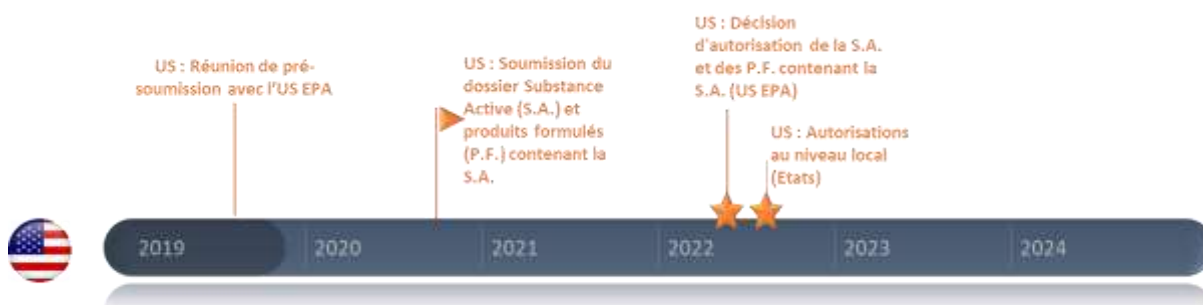 US : Réunion de pré-
soumission avec l'US EPA
US : Soumission du
dossier Substance
Active (S.A.) et
produits formulés
(P.F.) contenant la
S.A.
US : Décision
d'autorisation de la S.A.
et des P.F. contenant la
S.A. (US EPA)
US : Autorisations
au niveau local
(Etats)
2019
2020
2021
2022
2023
2024